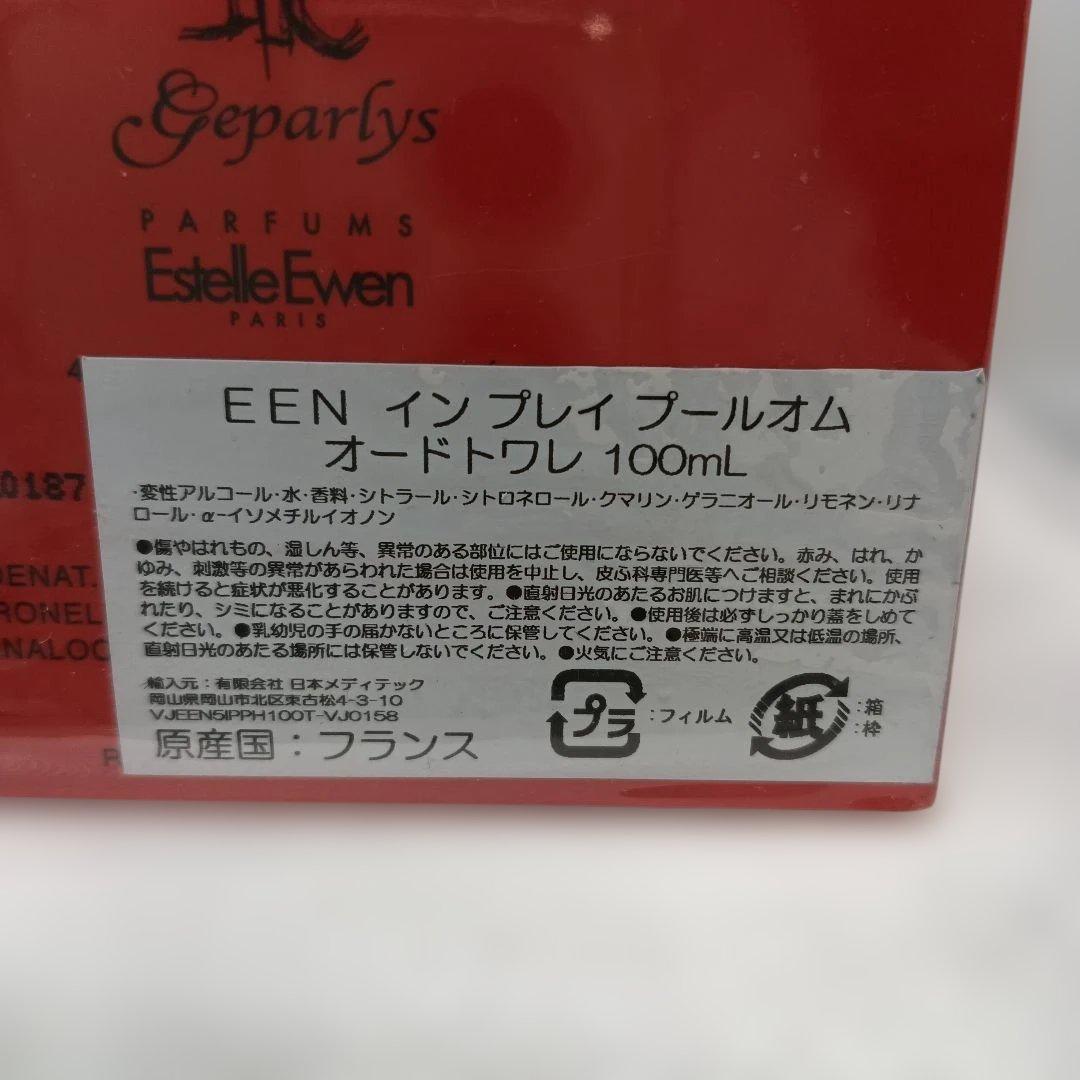 Geparlys
PARFUMS
Estelle Ewen
PARIS
EEN イン プレイ プールオム
オードトワレ 100mL
・変性アルコール・水・香料・シトラール・シトロネロール・クマリン・ゲラニオール・リモネン・リナ
ロール・α-イソメチルイオノン
●傷やはれもの、湿しん等、異常のある部位にはご使用にならないでください。赤み、はれ、か
ゆみ、刺激等の異常があらわれた場合は使用を中止し、皮ふ科専門医等へご相談ください。使用
を続けると症状が悪化することがあります。●直射日光のあたるお肌につけますと、まれにかぶ
れたり、シミになることがありますので、ご注意ください。●使用後は必ずしっかり蓋をしめて
ください。●乳幼児の手の届かないところに保管してください。●極端に高温又は低温の場所、
直射日光のあたる場所には保管しないでください。●火気にご注意ください。
輸入元：有限会社 日本メディテック
岡山県岡山市北区東古松4-3-10
VJEEN5IPPH100T-VJ0158
原産国：フランス
プラ ：フィルム
紙 ：箱
：枠
0187
DENAT.
RONEL
NALOO